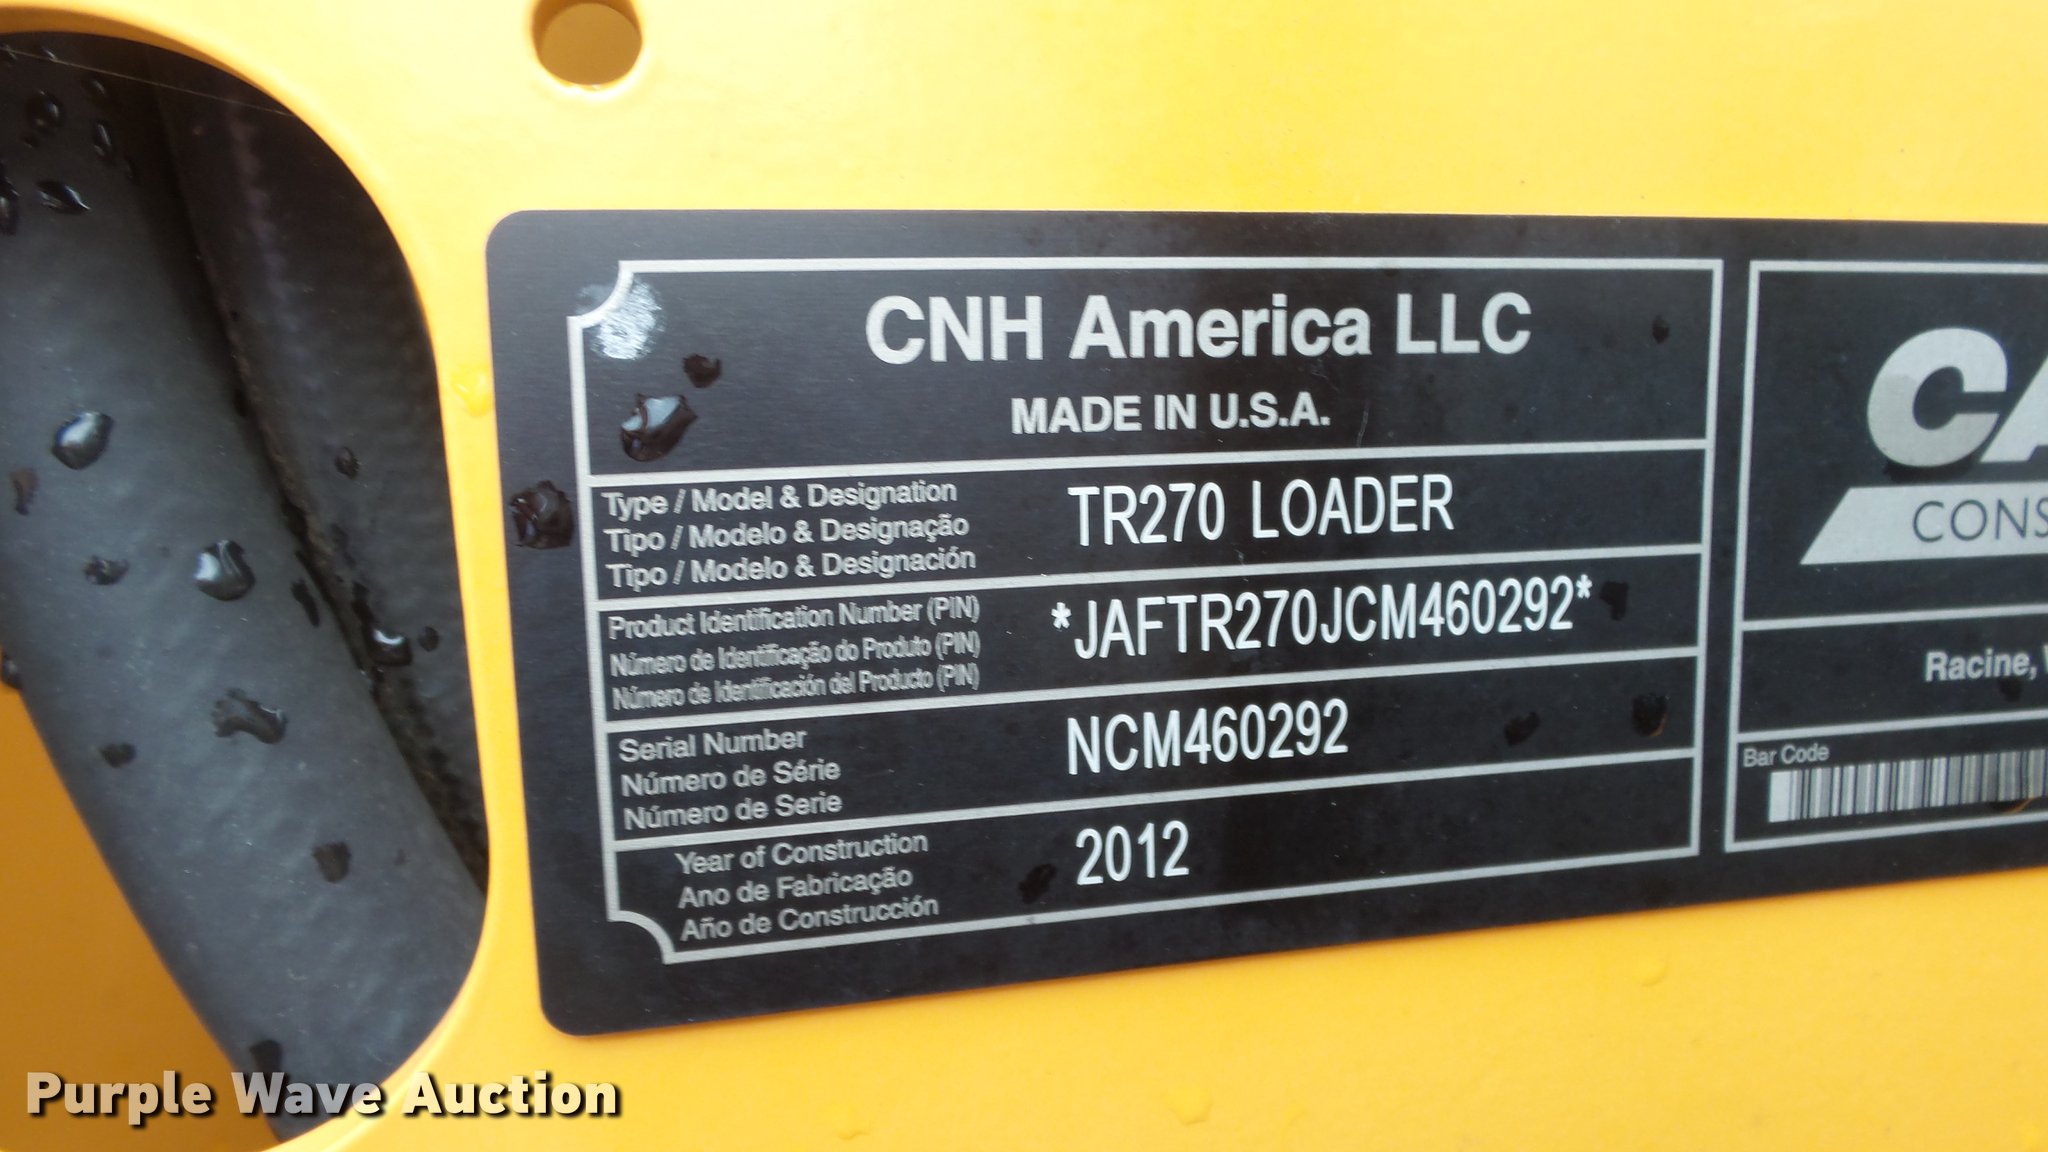 CNH America LLC
MADE IN U.S.A.
Type / Model & Designation
Tipo / Modelo & Designação
Tipo / Modelo & Designación
TR270 LOADER
Product Identification Number (PIN)
Número de Identificação do Produto (PIN)
Número de Identificación del Producto (PIN)
*JAFTR270JCM460292*
Serial Number
Número de Série
Número de Serie
NCM460292
Year of Construction
Ano de Fabricação
Año de Construcción
2012
CA
CONS
Racine,
Bar Code
Purple Wave Auction